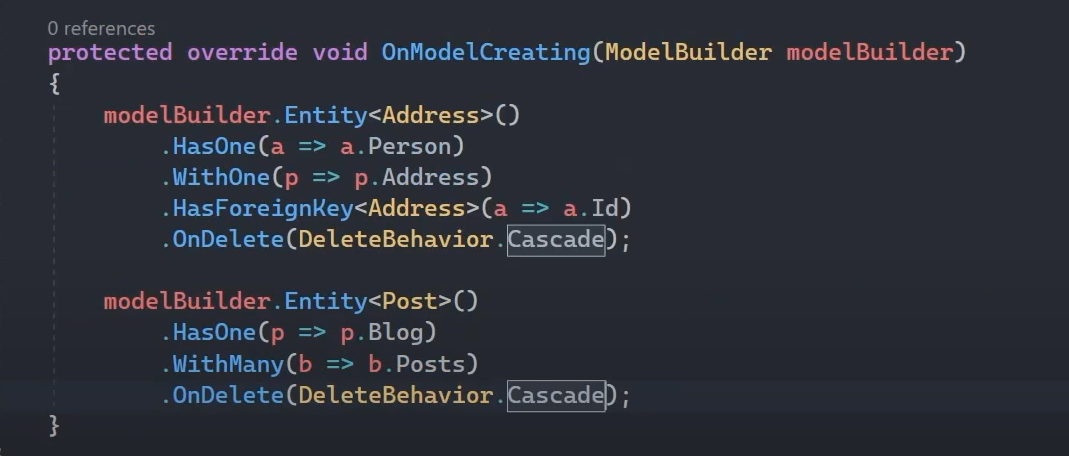 0 references
protected override void OnModelCreating(ModelBuilder modelBuilder)
{
    modelBuilder.Entity<Address>()
        .HasOne(a => a.Person)
        .WithOne(p => p.Address)
        .HasForeignKey<Address>(a => a.Id)
        .OnDelete(DeleteBehavior.Cascade);

    modelBuilder.Entity<Post>()
        .HasOne(p => p.Blog)
        .WithMany(b => b.Posts)
        .OnDelete(DeleteBehavior.Cascade);
}